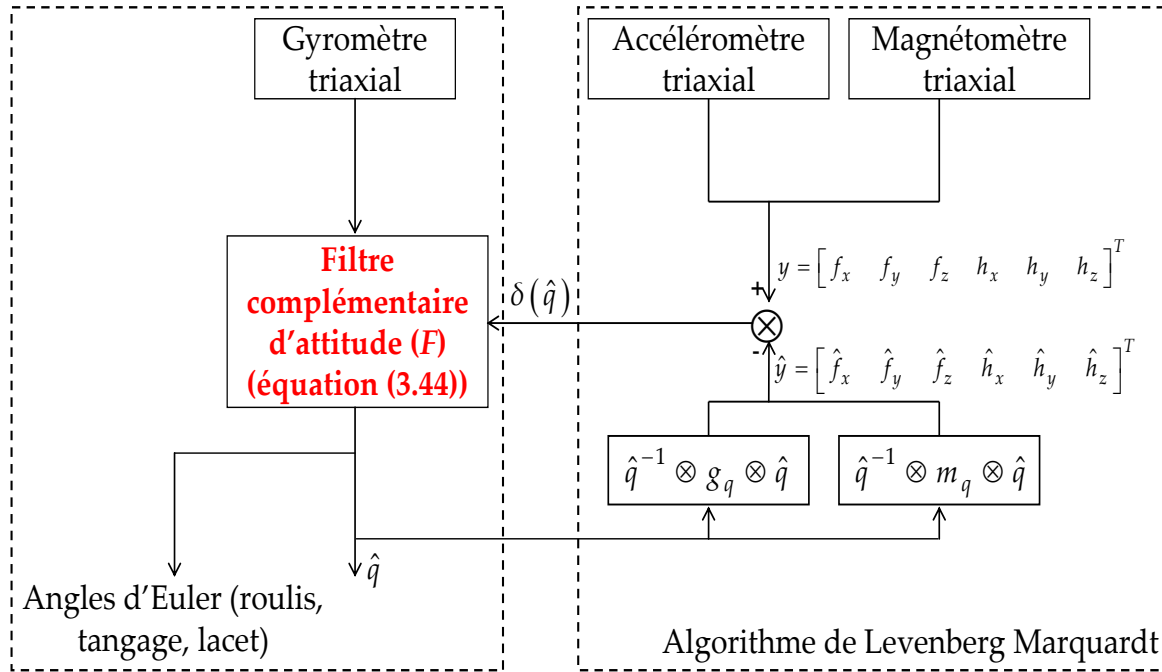 Gyromètre
triaxial
Accéléromètre
triaxial
Magnétomètre
triaxial
Filtre
complémentaire
d'attitude (F)
(équation (3.44))
δ(q̂)
y = [ f_x f_y f_z h_x h_y h_z ]^T
+
-
ŷ = [ f̂_x f̂_y f̂_z ĥ_x ĥ_y ĥ_z ]^T
q̂^{-1} ⊗ g_q ⊗ q̂
q̂^{-1} ⊗ m_q ⊗ q̂
q̂
Angles d'Euler (roulis,
tangage, lacet)
Algorithme de Levenberg Marquardt